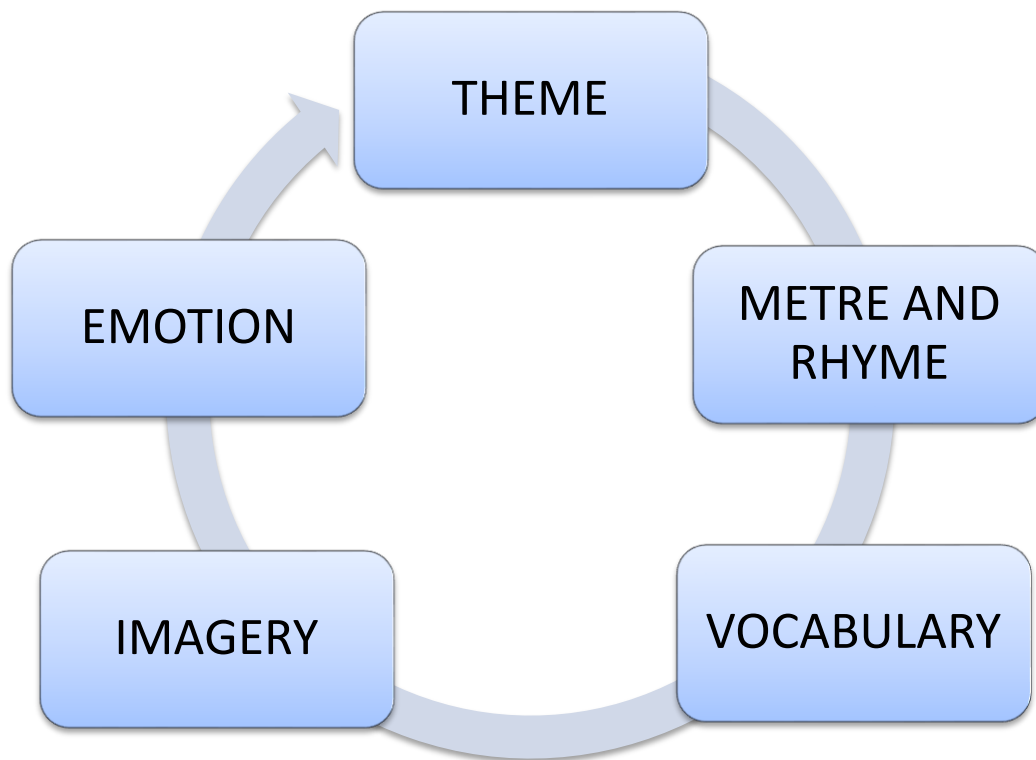 THEME
METRE AND
RHYME
VOCABULARY
IMAGERY
EMOTION